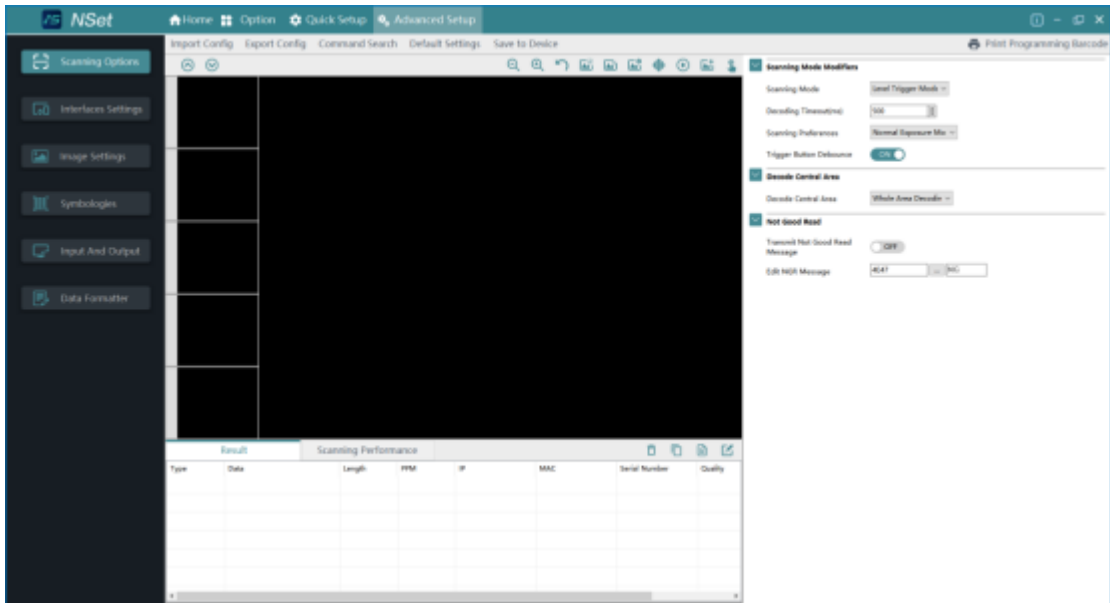 NSet Home Option Quick Setup Advanced Setup
Import Config Export Config Command Search Default Settings Save to Device Print Programming Barcode
Scanning Options
Interfaces Settings
Image Settings
Symbologies
Input And Output
Data Formatter
Scanning Mode Modifiers
Scanning Mode Level Trigger Mode
Decoding Timeout(ms) 500
Scanning Preferences Normal Exposure Mo
Trigger Button Debounce ON
Decode Central Area
Decode Central Area Whole Area Decodin
Not Good Read
Transmit Not Good Read
Message OFF
Edit NGR Message 4E47 ... NG
Result Scanning Performance
Type Data Length PPM IP MAC Serial Number Quality